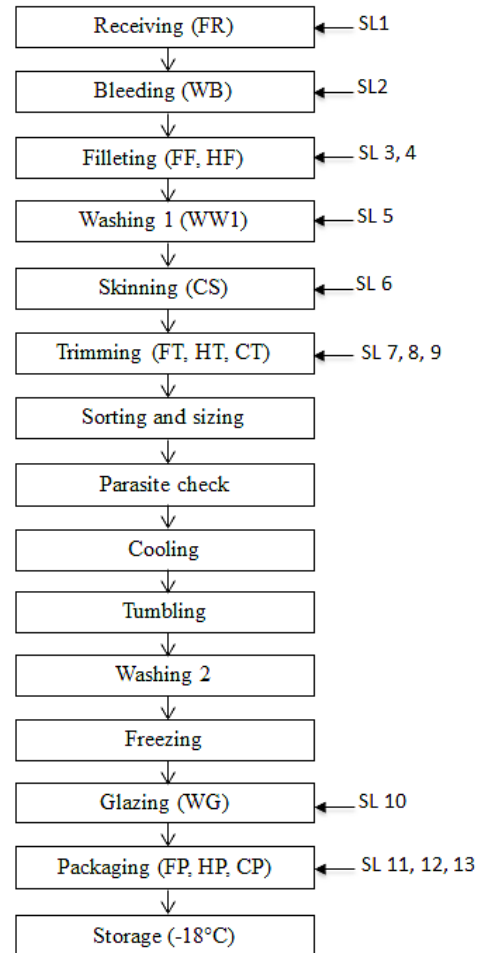 Receiving (FR)
SL1
Bleeding (WB)
SL2
Filleting (FF, HF)
SL 3, 4
Washing 1 (WW1)
SL 5
Skinning (CS)
SL 6
Trimming (FT, HT, CT)
SL 7, 8, 9
Sorting and sizing
Parasite check
Cooling
Tumbling
Washing 2
Freezing
Glazing (WG)
SL 10
Packaging (FP, HP, CP)
SL 11, 12, 13
Storage (-18°C)